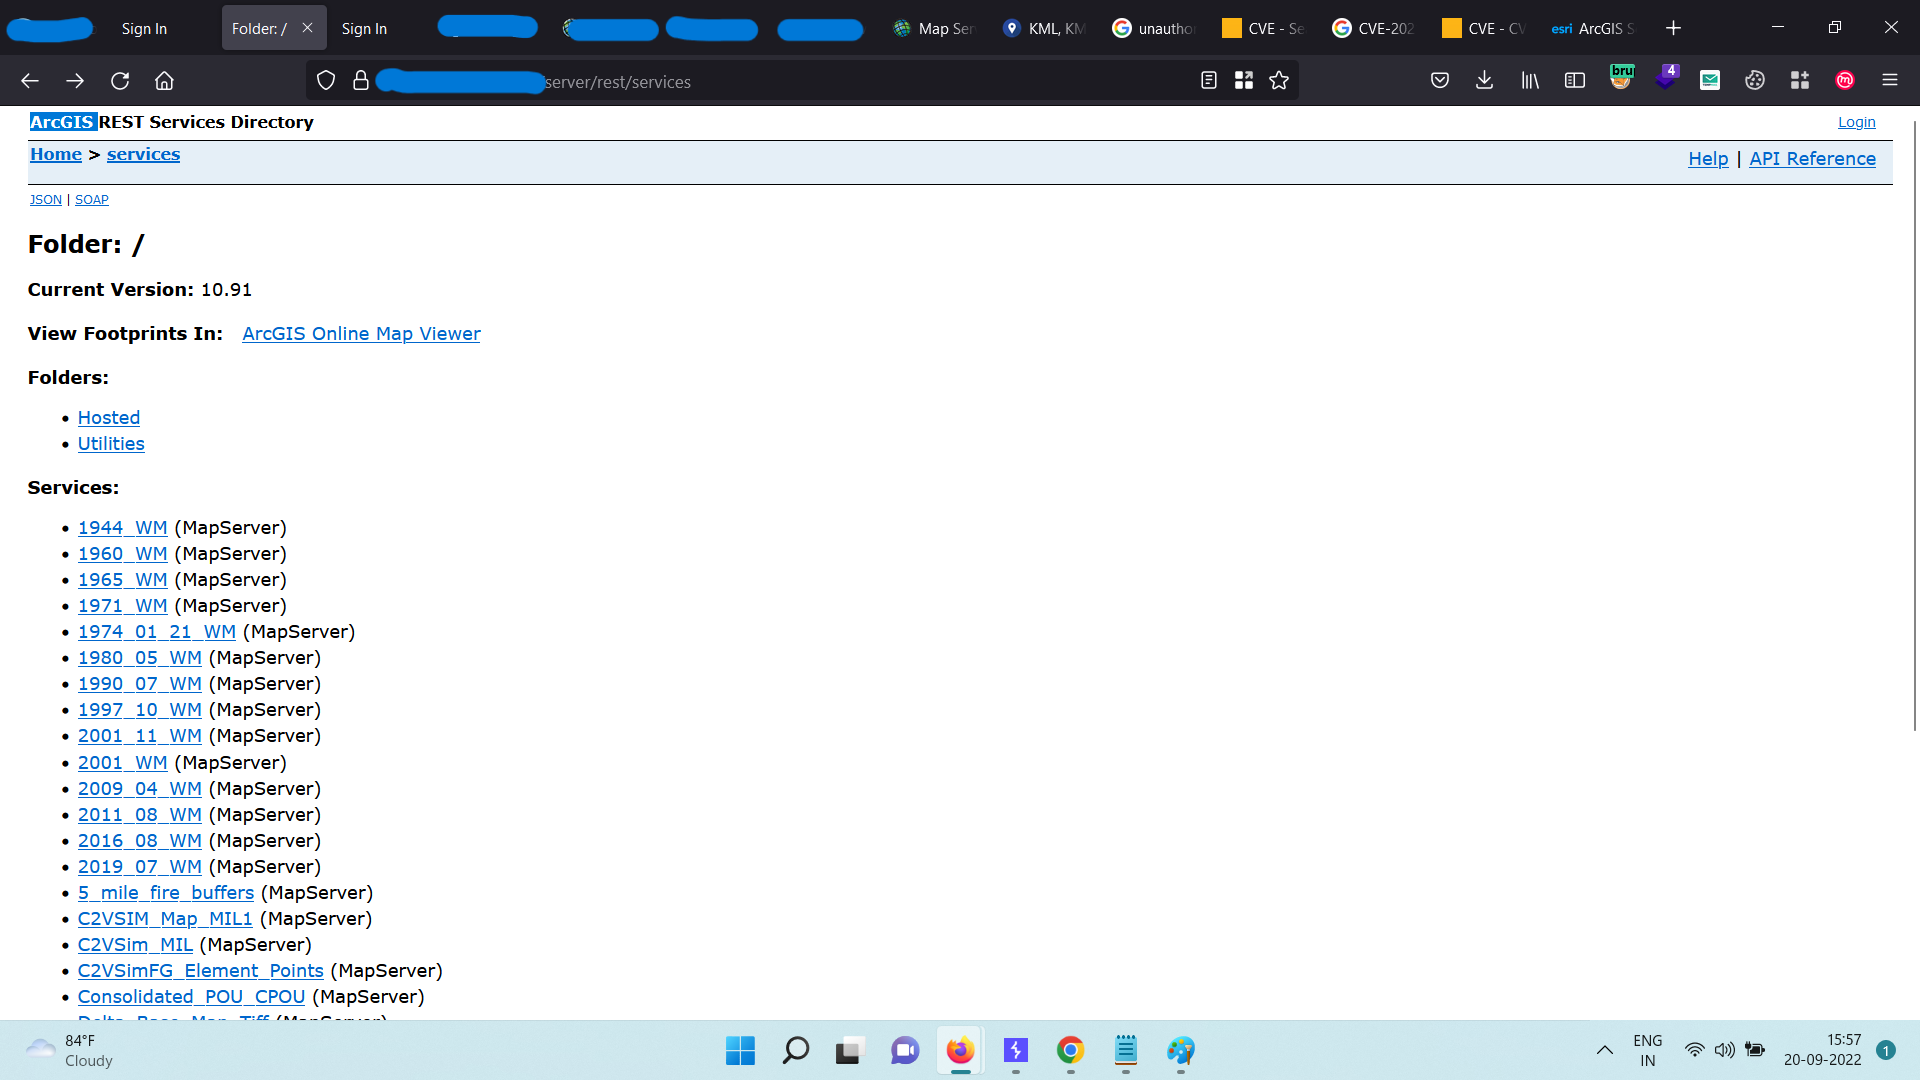 Sign In
Folder: /
Sign In
Map Ser
KML, KM
unautho
CVE - Se
CVE-202
CVE - CV
esri ArcGIS S
server/rest/services
bru
4
ArcGIS REST Services Directory
Login
Home > services
Help | API Reference
JSON | SOAP
Folder: /
Current Version: 10.91
View Footprints In: ArcGIS Online Map Viewer
Folders:
• Hosted
• Utilities
Services:
• 1944_WM (MapServer)
• 1960_WM (MapServer)
• 1965_WM (MapServer)
• 1971_WM (MapServer)
• 1974_01_21_WM (MapServer)
• 1980_05_WM (MapServer)
• 1990_07_WM (MapServer)
• 1997_10_WM (MapServer)
• 2001_11_WM (MapServer)
• 2001_WM (MapServer)
• 2009_04_WM (MapServer)
• 2011_08_WM (MapServer)
• 2016_08_WM (MapServer)
• 2019_07_WM (MapServer)
• 5_mile_fire_buffers (MapServer)
• C2VSIM_Map_MIL1 (MapServer)
• C2VSim_MIL (MapServer)
• C2VSimFG_Element_Points (MapServer)
• Consolidated_POU_CPOU (MapServer)
• Delta_Base_Map_Tiff (MapServer)
84°F
Cloudy
ENG
IN
15:57
20-09-2022
1